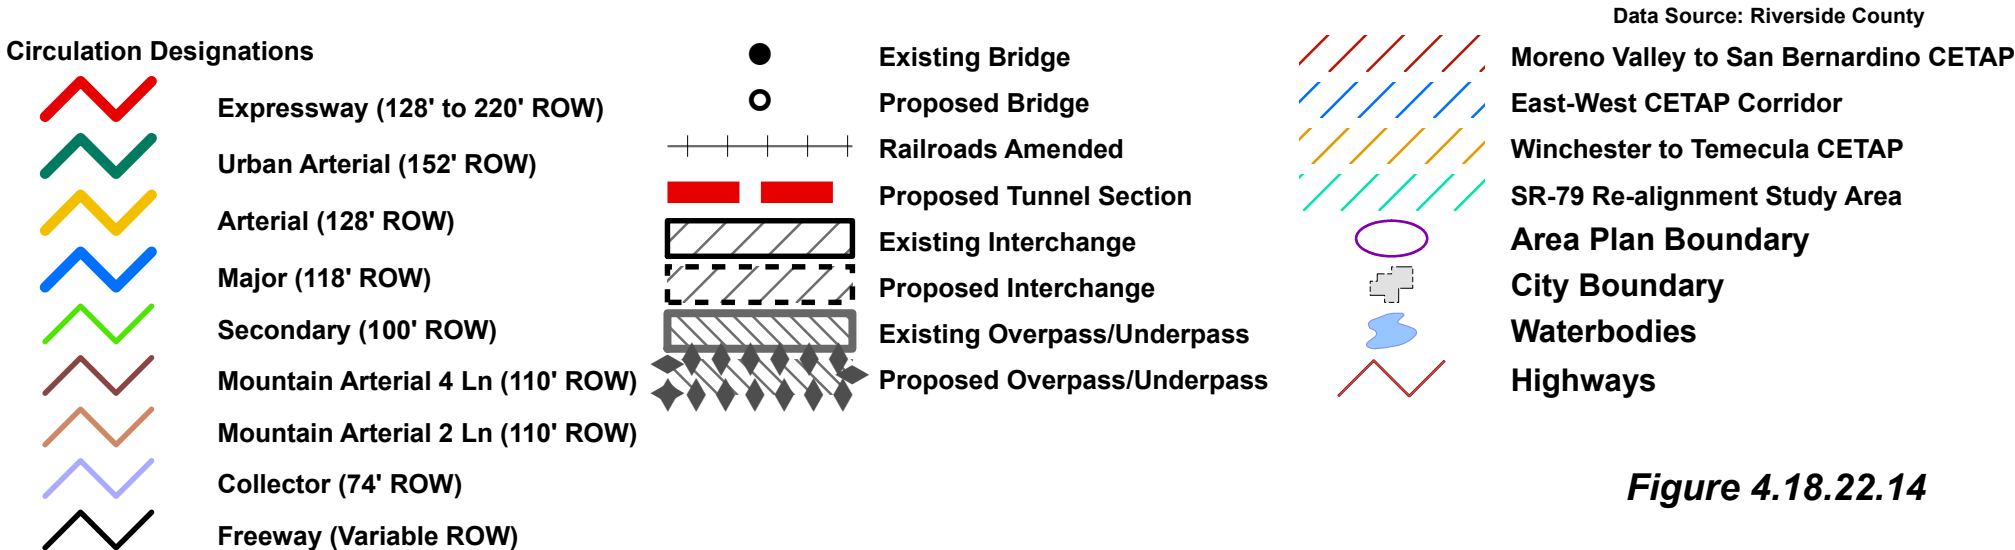 Data Source: Riverside County
Circulation Designations
Expressway (128' to 220' ROW)
Urban Arterial (152' ROW)
Arterial (128' ROW)
Major (118' ROW)
Secondary (100' ROW)
Mountain Arterial 4 Ln (110' ROW)
Mountain Arterial 2 Ln (110' ROW)
Collector (74' ROW)
Freeway (Variable ROW)
Existing Bridge
Proposed Bridge
Railroads Amended
Proposed Tunnel Section
Existing Interchange
Proposed Interchange
Existing Overpass/Underpass
Proposed Overpass/Underpass
Moreno Valley to San Bernardino CETAP
East-West CETAP Corridor
Winchester to Temecula CETAP
SR-79 Re-alignment Study Area
Area Plan Boundary
City Boundary
Waterbodies
Highways
Figure 4.18.22.14